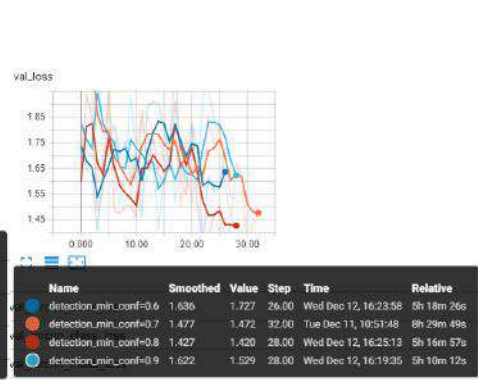 val_loss
1.85
1.75
1.65
1.55
1.45
0.000 10.00 20.00 30.00
Name Smoothed Value Step Time Relative
detection_min_conf=0.6 1.636 1.727 26.00 Wed Dec 12, 16:23:58 5h 18m 26s
detection_min_conf=0.7 1.477 1.472 32.00 Tue Dec 11, 10:51:48 8h 29m 49s
detection_min_conf=0.8 1.427 1.420 28.00 Wed Dec 12, 16:25:13 5h 16m 57s
detection_min_conf=0.9 1.622 1.529 28.00 Wed Dec 12, 16:19:35 5h 10m 12s